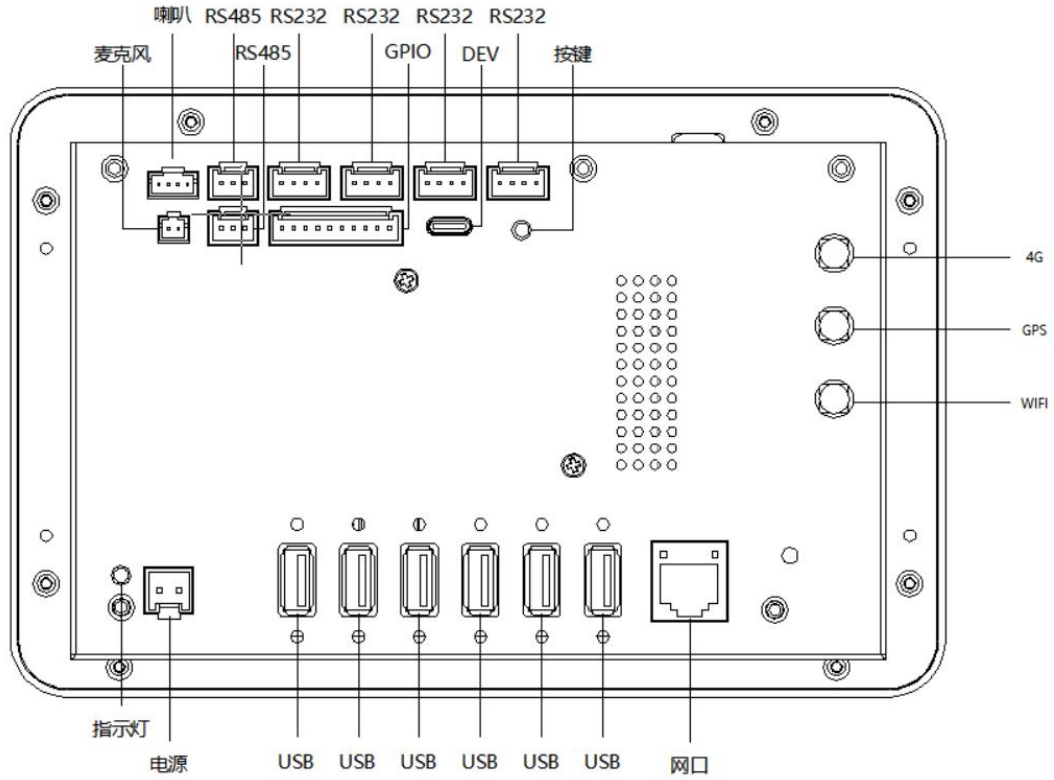 喇叭 RS485 RS232 RS232 RS232 RS232
麦克风 RS485 GPIO DEV 按键
4G
GPS
WIFI
指示灯
电源 USB USB USB USB USB USB 网口